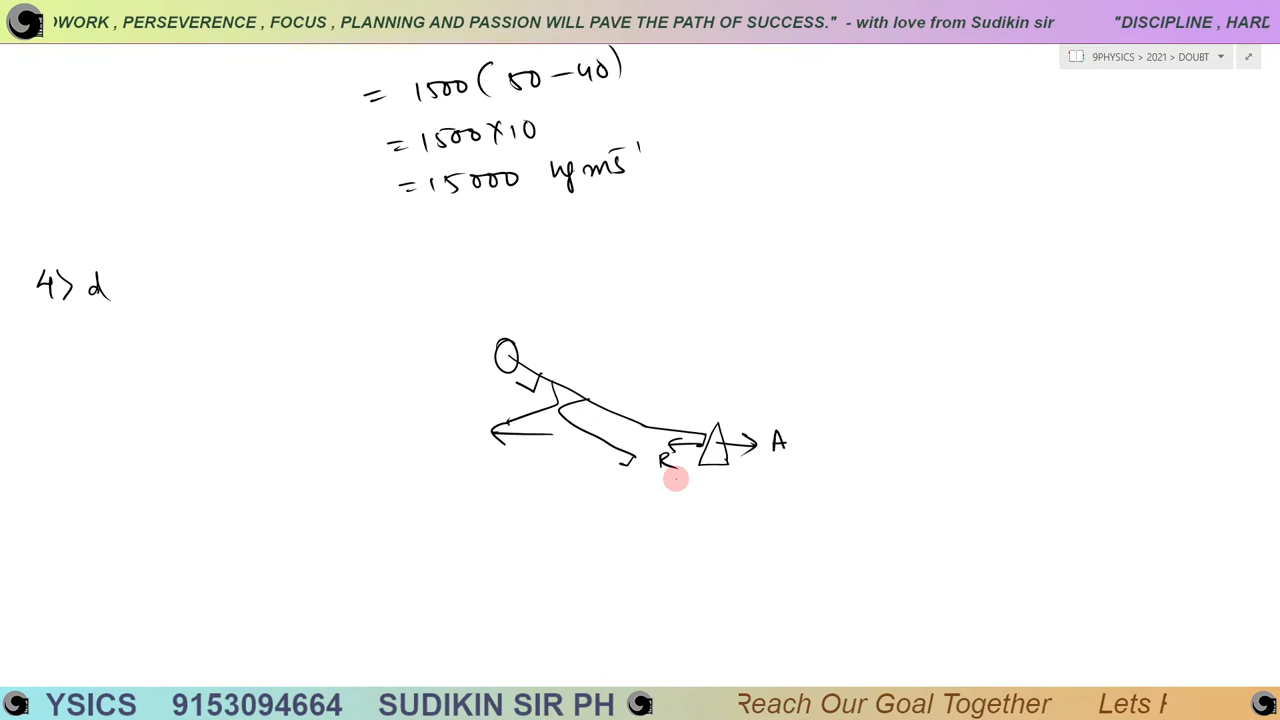 OWORK , PERSEVERENCE , FOCUS , PLANNING AND PASSION WILL PAVE THE PATH OF SUCCESS." - with love from Sudikin sir "DISCIPLINE , HARD
9PHYSICS > 2021 > DOUBT
= 1500 ( 50 - 40 )
= 1500 × 10
= 15000 kg ms⁻¹
4> d
R A
YSICS 9153094664 SUDIKIN SIR PH Reach Our Goal Together Lets